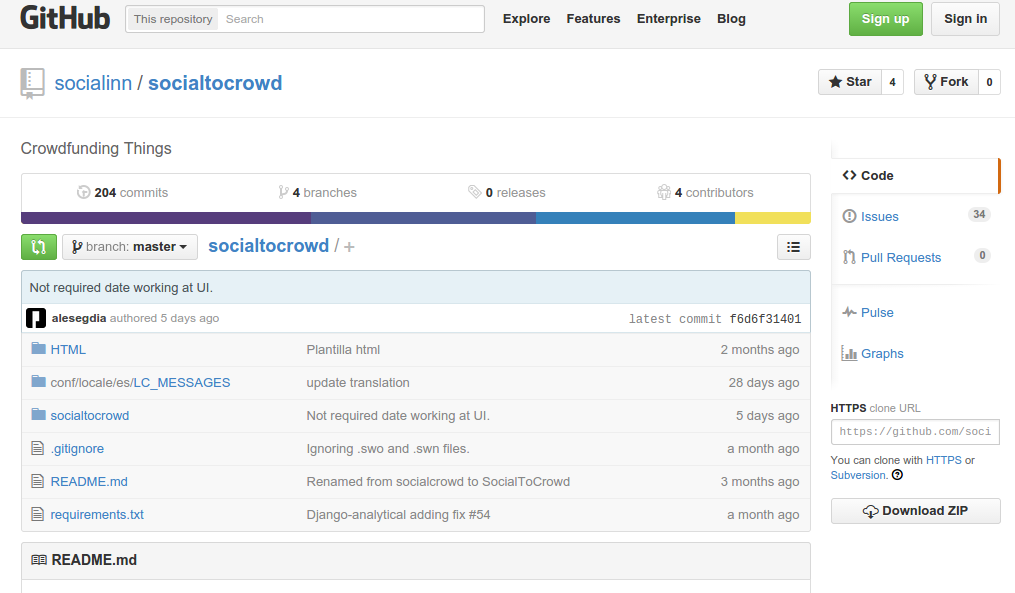 GitHub This repository Search Explore Features Enterprise Blog Sign up Sign in
socialinn / socialtocrowd Star 4 Fork 0
Crowdfunding Things
204 commits 4 branches 0 releases 4 contributors
branch: master socialtocrowd / +
Not required date working at UI.
alesegdia authored 5 days ago latest commit f6d6f31401
HTML Plantilla html 2 months ago
conf/locale/es/LC_MESSAGES update translation 28 days ago
socialtocrowd Not required date working at UI. 5 days ago
.gitignore Ignoring .swo and .swn files. a month ago
README.md Renamed from socialcrowd to SocialToCrowd 3 months ago
requirements.txt Django-analytical adding fix #54 a month ago
README.md
Code
Issues 34
Pull Requests 0
Pulse
Graphs
HTTPS clone URL
https://github.com/soci
You can clone with HTTPS or
Subversion.
Download ZIP